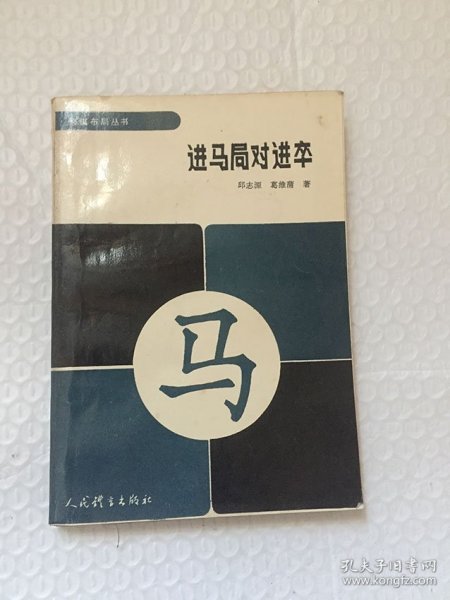 象棋布局丛书
进马局对进卒
邱志源 葛维蒲 著
马
人民体育出版社
孔夫子旧书网
www.kongfz.com